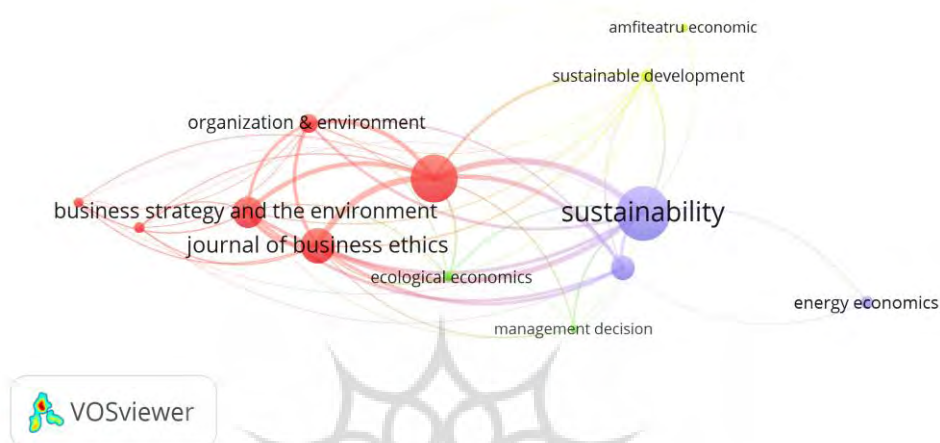 amfiteatru economic
sustainable development
organization & environment
business strategy and the environment
sustainability
journal of business ethics
ecological economics
energy economics
management decision
VOSviewer